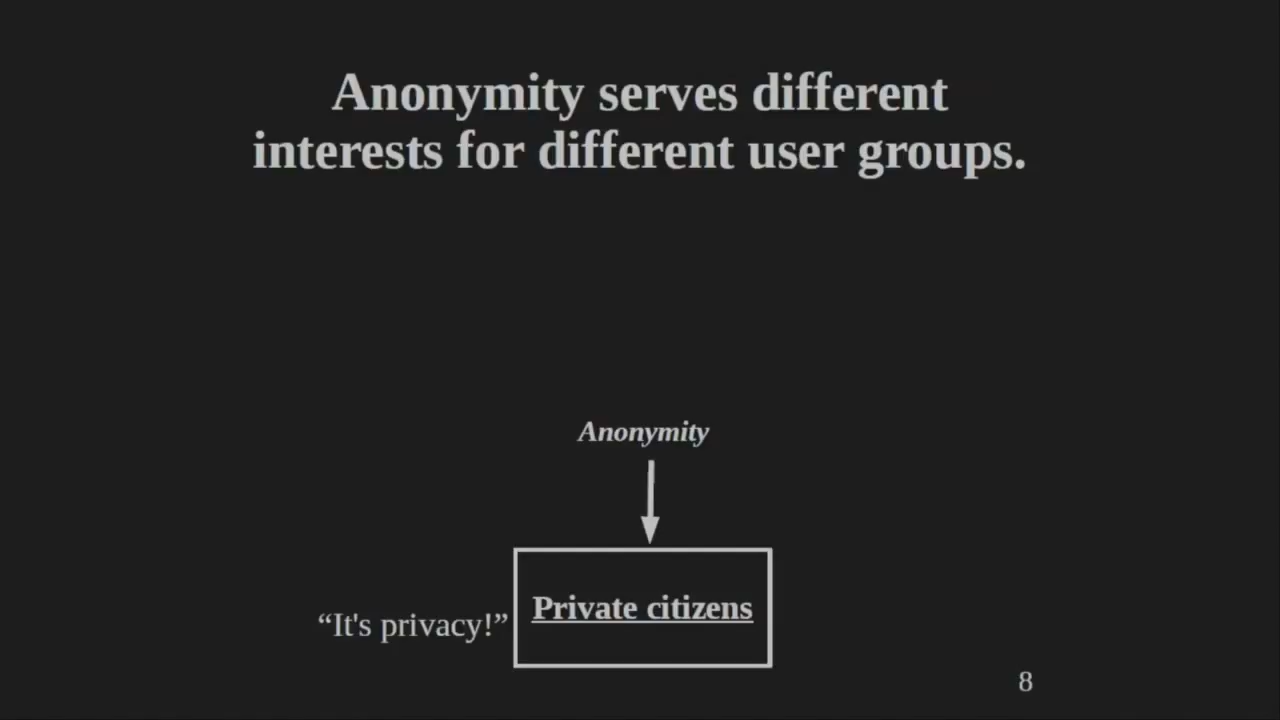 Anonymity serves different
interests for different user groups.
Anonymity
“It's privacy!”
Private citizens
8